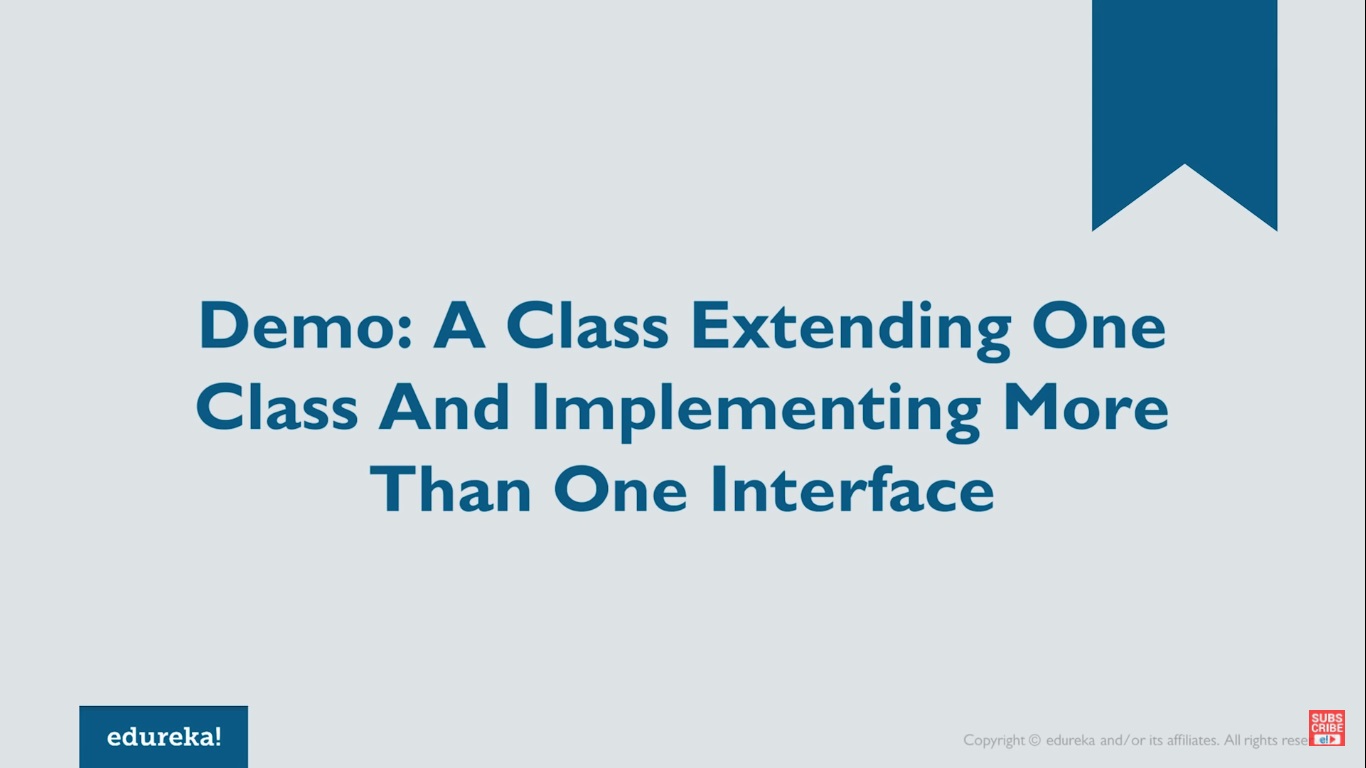 Demo: A Class Extending One
Class And Implementing More
Than One Interface
edureka!
Copyright © edureka and/or its affiliates. All rights rese
SUBS
CRIBE
e!